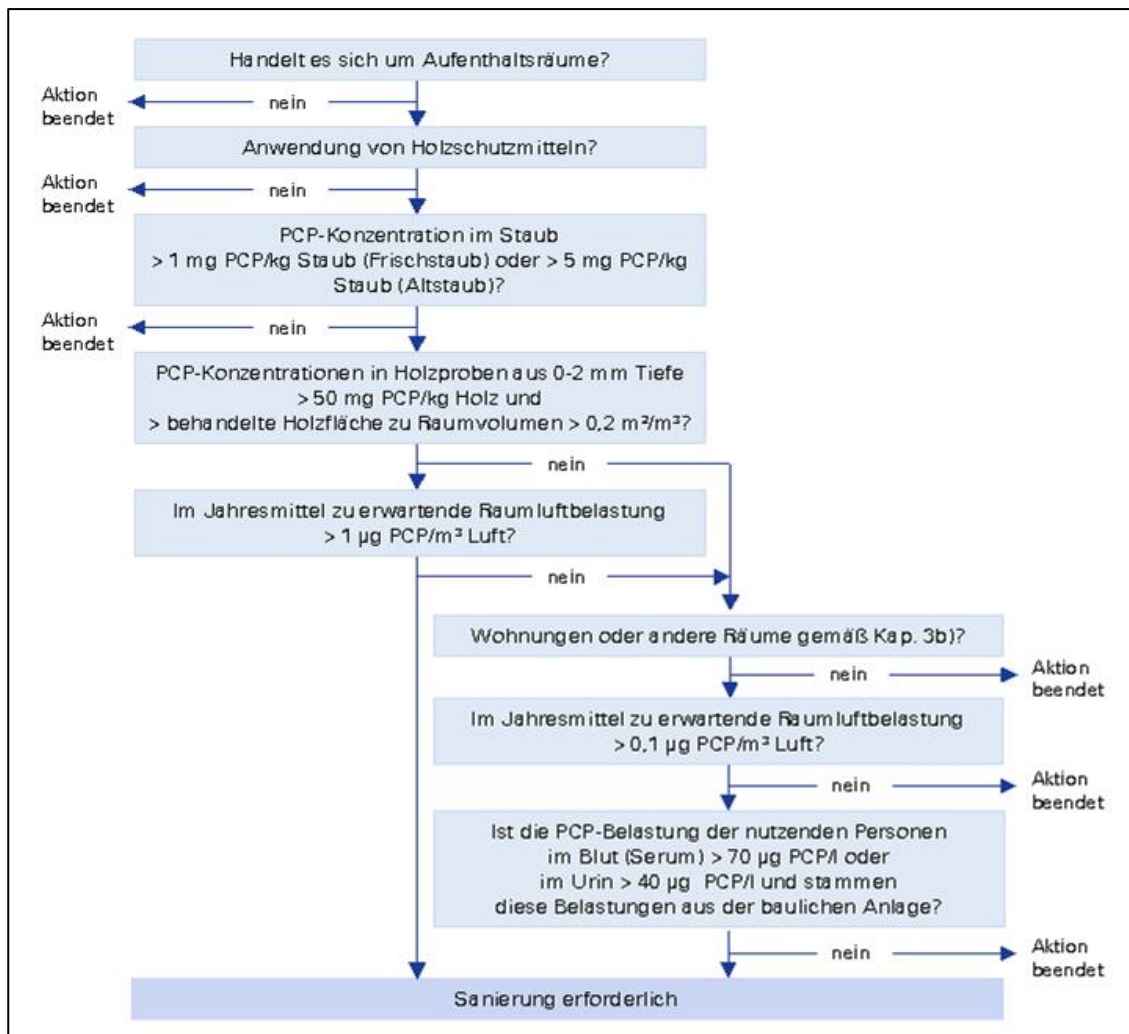 Handelt es sich um Aufenthaltsräume?
Aktion
beendet
nein
Anwendung von Holzschutzmitteln?
Aktion
beendet
nein
PCP-Konzentration im Staub
> 1 mg PCP/kg Staub (Frischstaub) oder > 5 mg PCP/kg
Staub (Altstaub)?
Aktion
beendet
nein
PCP-Konzentrationen in Holzproben aus 0-2 mm Tiefe
> 50 mg PCP/kg Holz und
> behandelte Holzfläche zu Raumvolumen > 0,2 m²/m³?
nein
Im Jahresmittel zu erwartende Raumluftbelastung
> 1 µg PCP/m³ Luft?
nein
Wohnungen oder andere Räume gemäß Kap. 3b)?
nein
Aktion
beendet
Im Jahresmittel zu erwartende Raumluftbelastung
> 0,1 µg PCP/m³ Luft?
nein
Aktion
beendet
Ist die PCP-Belastung der nutzenden Personen
im Blut (Serum) > 70 µg PCP/l oder
im Urin > 40 µg PCP/l und stammen
diese Belastungen aus der baulichen Anlage?
nein
Aktion
beendet
Sanierung erforderlich